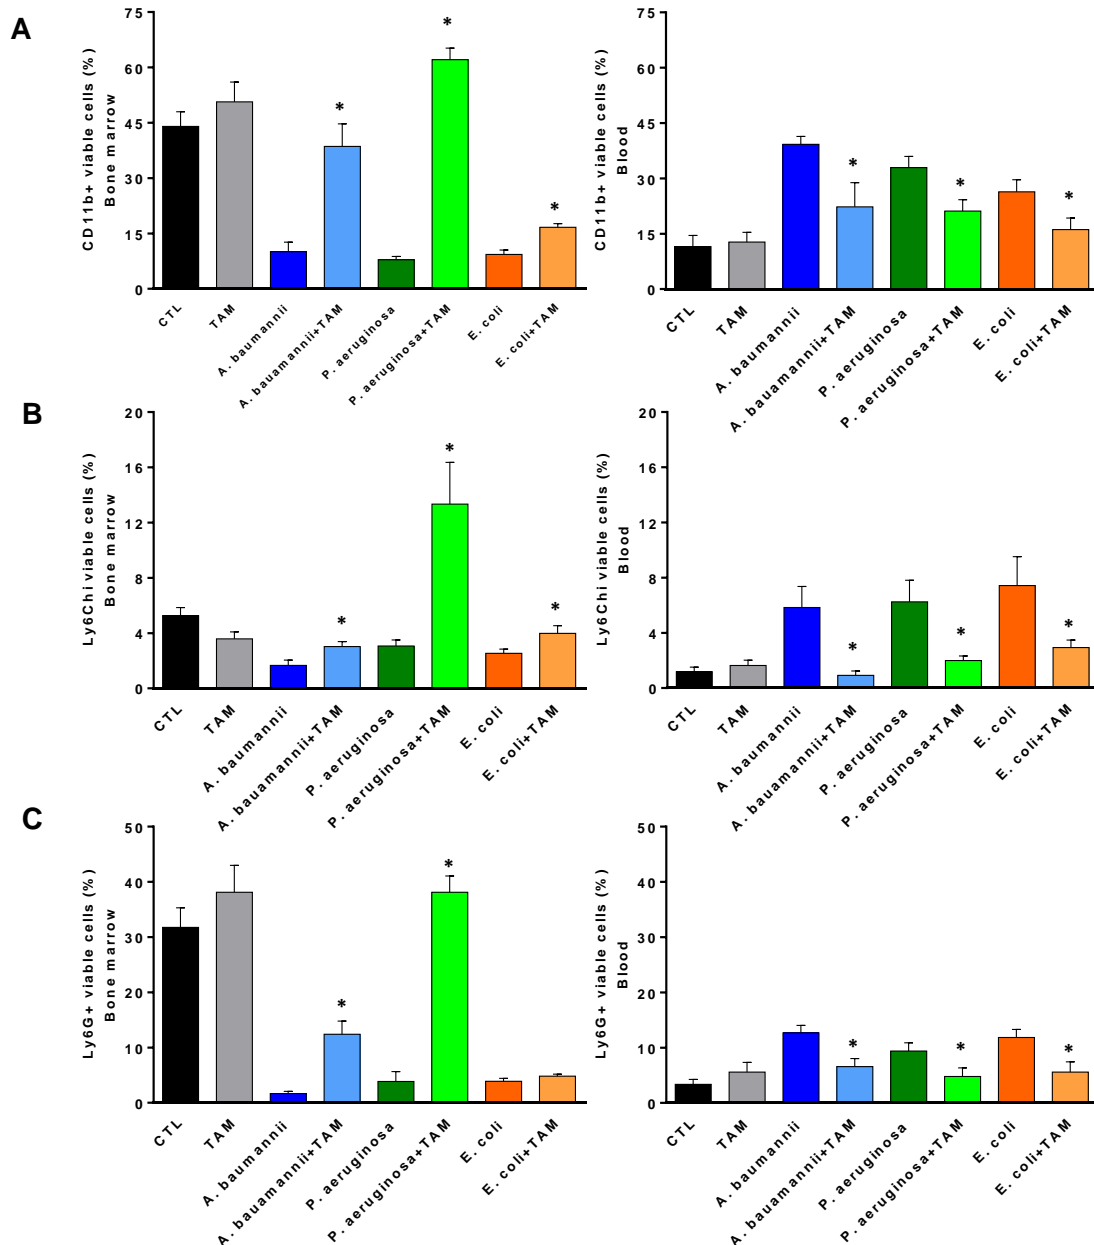 A
CD11b+ viable cells (%)
Bone marrow
75
60
45
30
15
0
*
*
*
CTL
TAM
A. baumannii
A. bauamannii+TAM
P. aeruginosa
P. aeruginosa+TAM
E. coli
E. coli+TAM
CD11b+ viable cells (%)
Blood
75
60
45
30
15
0
*
*
*
CTL
TAM
A. baumannii
A. bauamannii+TAM
P. aeruginosa
P. aeruginosa+TAM
E. coli
E. coli+TAM
B
Ly6Chi viable cells (%)
Bone marrow
20
16
12
8
4
0
*
*
*
CTL
TAM
A. baumannii
A. bauamannii+TAM
P. aeruginosa
P. aeruginosa+TAM
E. coli
E. coli+TAM
Ly6Chi viable cells (%)
Blood
20
16
12
8
4
0
*
*
*
CTL
TAM
A. baumannii
A. bauamannii+TAM
P. aeruginosa
P. aeruginosa+TAM
E. coli
E. coli+TAM
C
Ly6G+ viable cells (%)
Bone marrow
50
40
30
20
10
0
*
*
CTL
TAM
A. baumannii
A. bauamannii+TAM
P. aeruginosa
P. aeruginosa+TAM
E. coli
E. coli+TAM
Ly6G+ viable cells (%)
Blood
50
40
30
20
10
0
*
*
*
CTL
TAM
A. baumannii
A. bauamannii+TAM
P. aeruginosa
P. aeruginosa+TAM
E. coli
E. coli+TAM